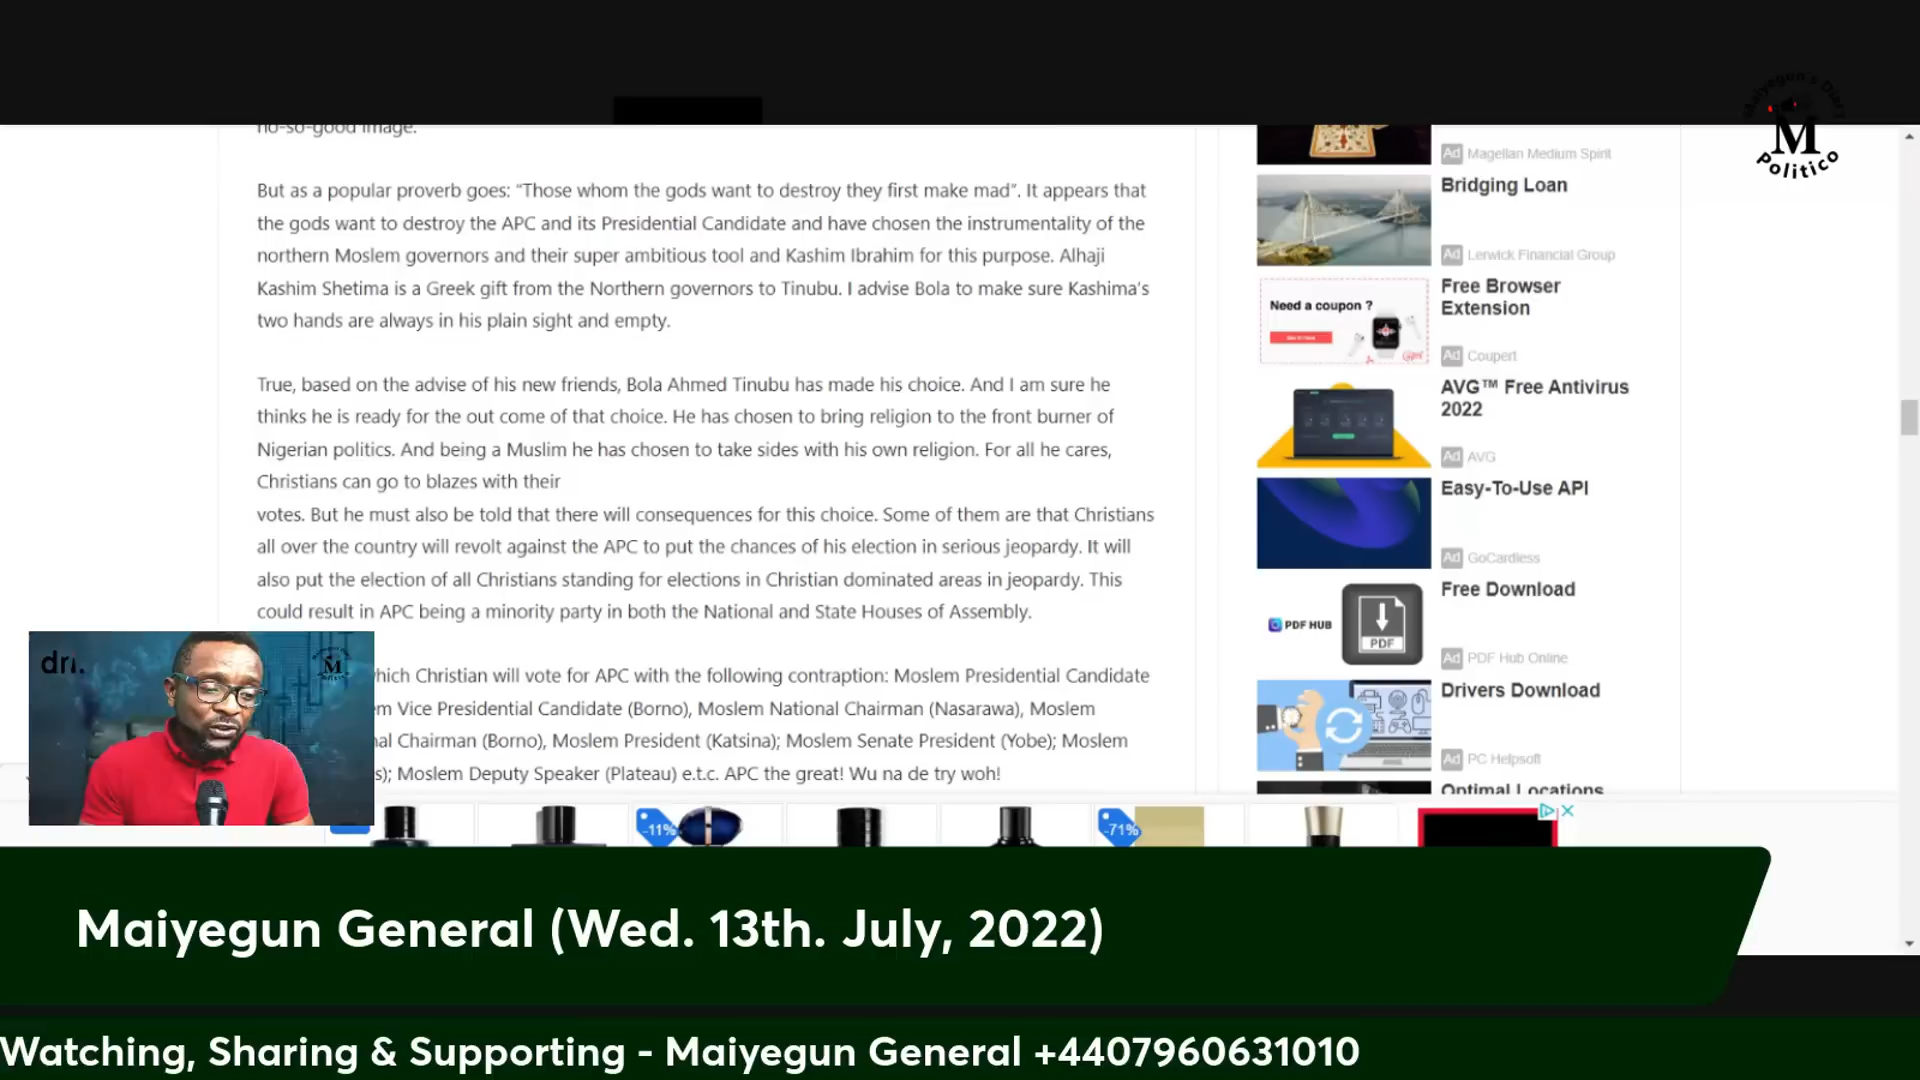 no-so-good image.
But as a popular proverb goes: “Those whom the gods want to destroy they first make mad”. It appears that
the gods want to destroy the APC and its Presidential Candidate and have chosen the instrumentality of the
northern Moslem governors and their super ambitious tool and Kashim Ibrahim for this purpose. Alhaji
Kashim Shetima is a Greek gift from the Northern governors to Tinubu. I advise Bola to make sure Kashima’s
two hands are always in his plain sight and empty.
True, based on the advise of his new friends, Bola Ahmed Tinubu has made his choice. And I am sure he
thinks he is ready for the out come of that choice. He has chosen to bring religion to the front burner of
Nigerian politics. And being a Muslim he has chosen to take sides with his own religion. For all he cares,
Christians can go to blazes with their
votes. But he must also be told that there will consequences for this choice. Some of them are that Christians
all over the country will revolt against the APC to put the chances of his election in serious jeopardy. It will
also put the election of all Christians standing for elections in Christian dominated areas in jeopardy. This
could result in APC being a minority party in both the National and State Houses of Assembly.
hich Christian will vote for APC with the following contraption: Moslem Presidential Candidate
m Vice Presidential Candidate (Borno), Moslem National Chairman (Nasarawa), Moslem
al Chairman (Borno), Moslem President (Katsina); Moslem Senate President (Yobe); Moslem
s); Moslem Deputy Speaker (Plateau) e.t.c. APC the great! Wu na de try woh!
Maiyegun's Diary
M
Politico
Ad Magellan Medium Spirit
Bridging Loan
Ad Lerwick Financial Group
Need a coupon ?
Free Browser
Extension
Ad Coupert
AVG™ Free Antivirus
2022
Ad AVG
Easy-To-Use API
Ad GoCardless
PDF HUB
PDF
Free Download
Ad PDF Hub Online
Drivers Download
Ad PC Helpsoft
Optimal Locations
M
Politico
-11%
-71%
Maiyegun General (Wed. 13th. July, 2022)
Watching, Sharing & Supporting - Maiyegun General +4407960631010